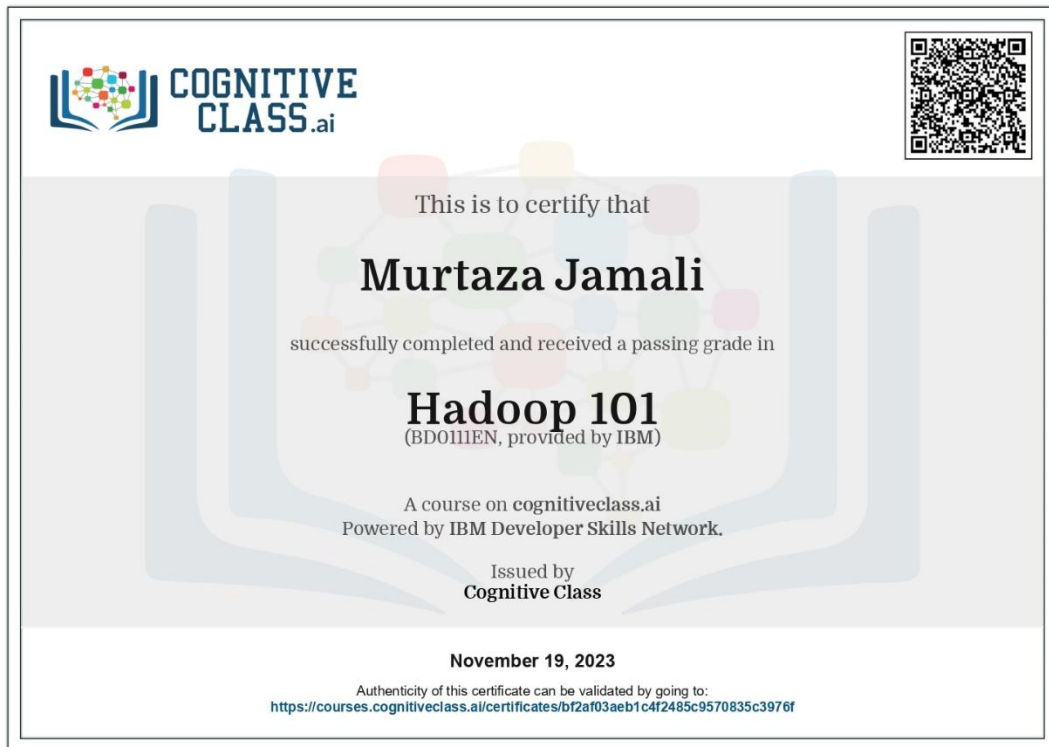 COGNITIVE
CLASS.ai
This is to certify that
Murtaza Jamali
successfully completed and received a passing grade in
Hadoop 101
(BD0111EN, provided by IBM)
A course on cognitiveclass.ai
Powered by IBM Developer Skills Network.
Issued by
Cognitive Class
November 19, 2023
Authenticity of this certificate can be validated by going to:
https://courses.cognitiveclass.ai/certificates/bf2af03aeb1c4f2485c9570835c3976f